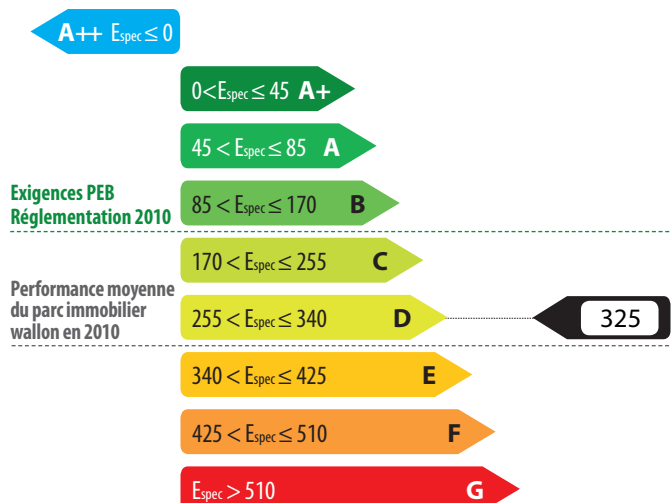 A++ Espec ≤ 0
0<Espec ≤ 45 A+
45 < Espec ≤ 85 A
Exigences PEB
Réglementation 2010
85 < Espec ≤ 170 B
170 < Espec ≤ 255 C
Performance moyenne
du parc immobilier
wallon en 2010
255 < Espec ≤ 340 D
325
340 < Espec ≤ 425 E
425 < Espec ≤ 510 F
Espec > 510 G